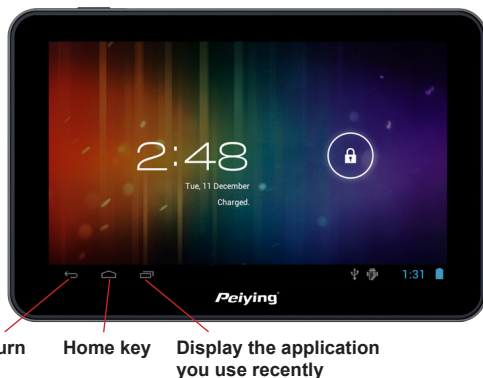 2:48
Tue, 11 December
Charged.
1:31
Peiying
Home key
Display the application
you use recently